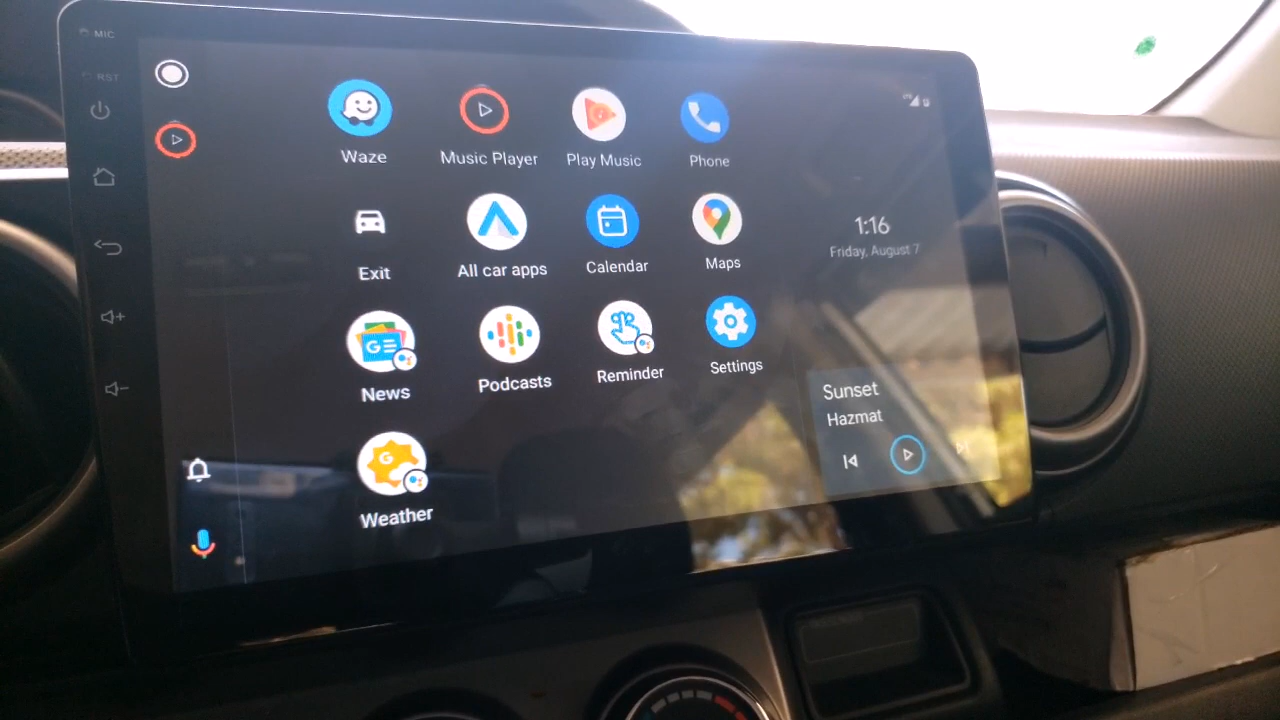 MIC
RST
Waze
Music Player
Play Music
Phone
Exit
All car apps
Calendar
Maps
1:16
Friday, August 7
News
Podcasts
Reminder
Settings
Sunset
Hazmat
Weather